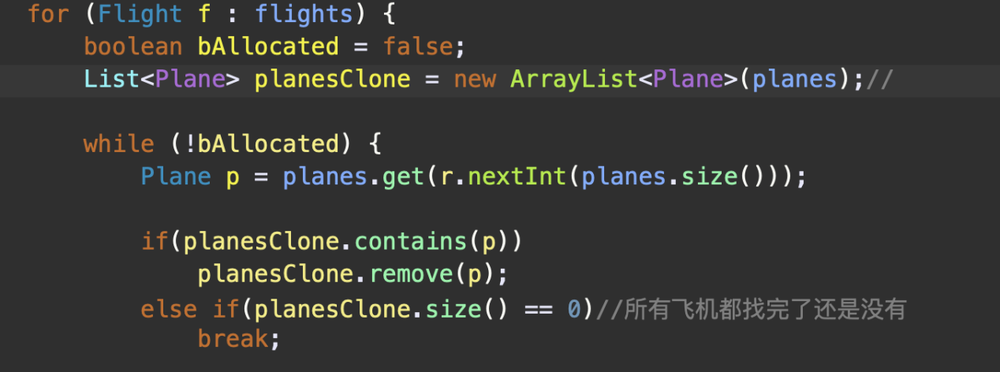 for (Flight f : flights) {
boolean bAllocated = false;
List<Plane> planesClone = new ArrayList<Plane>(planes);//
while (!bAllocated) {
Plane p = planes.get(r.nextInt(planes.size()));
if(planesClone.contains(p))
planesClone.remove(p);
else if(planesClone.size() == 0)//所有飞机都找完了还是没有
break;